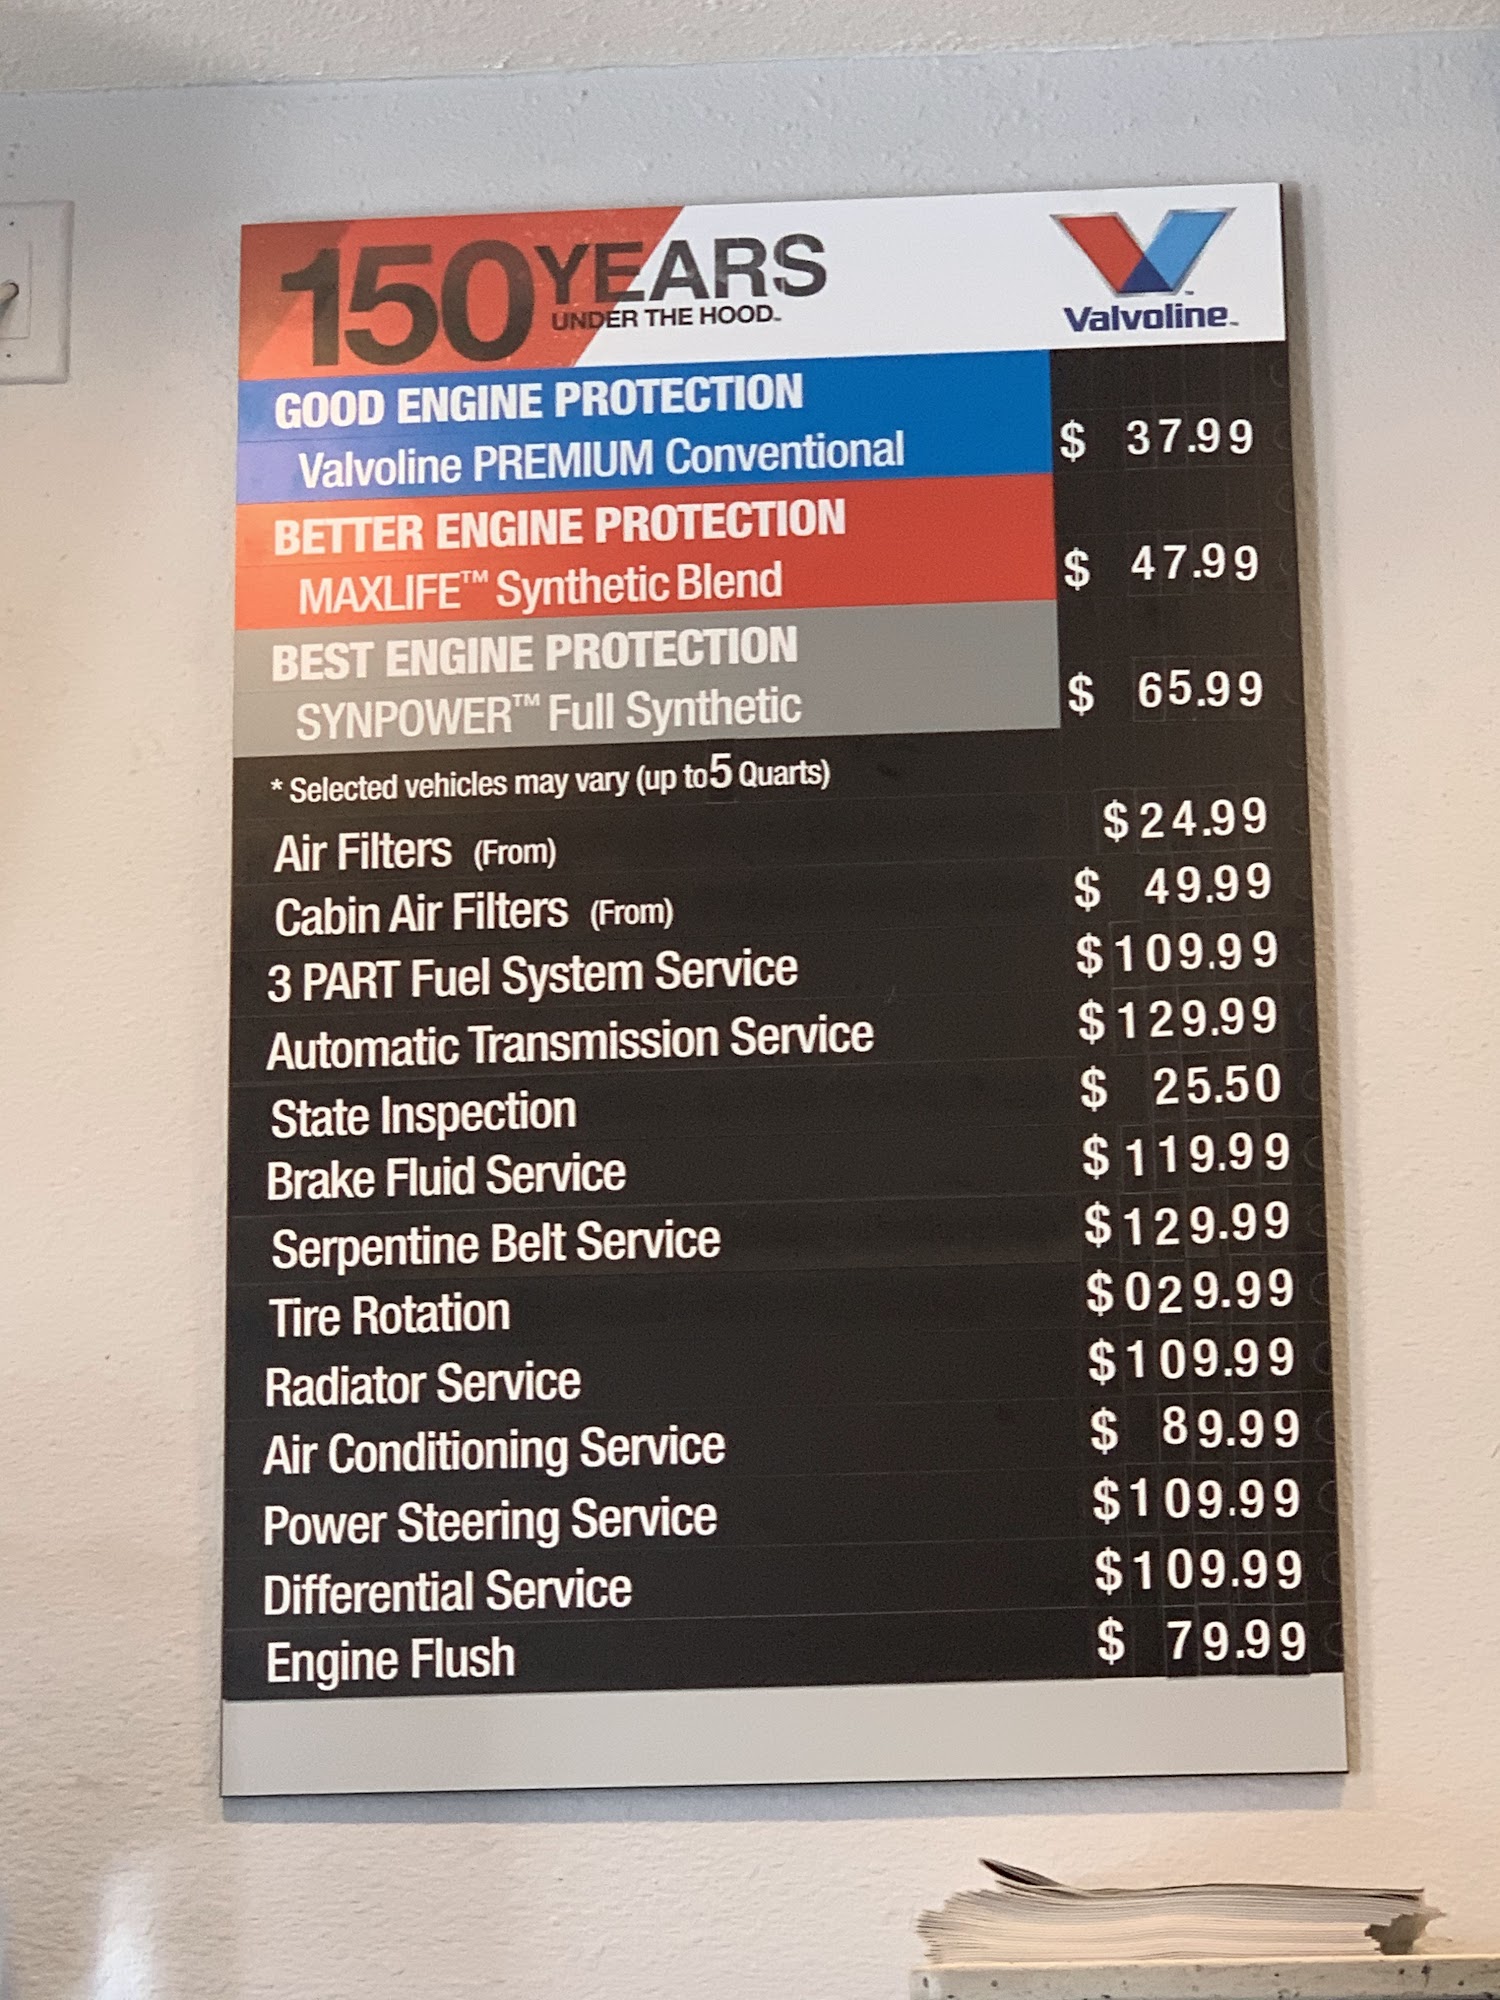 150 YEARS
UNDER THE HOOD™
Valvoline™
GOOD ENGINE PROTECTION
Valvoline PREMIUM Conventional $ 37.99
BETTER ENGINE PROTECTION
MAXLIFE™ Synthetic Blend $ 47.99
BEST ENGINE PROTECTION
SYNPOWER™ Full Synthetic $ 65.99
* Selected vehicles may vary (up to 5 Quarts)
Air Filters (From) $24.99
Cabin Air Filters (From) $ 49.99
3 PART Fuel System Service $109.99
Automatic Transmission Service $129.99
State Inspection $ 25.50
Brake Fluid Service $119.99
Serpentine Belt Service $129.99
Tire Rotation $029.99
Radiator Service $109.99
Air Conditioning Service $ 89.99
Power Steering Service $109.99
Differential Service $109.99
Engine Flush $ 79.99